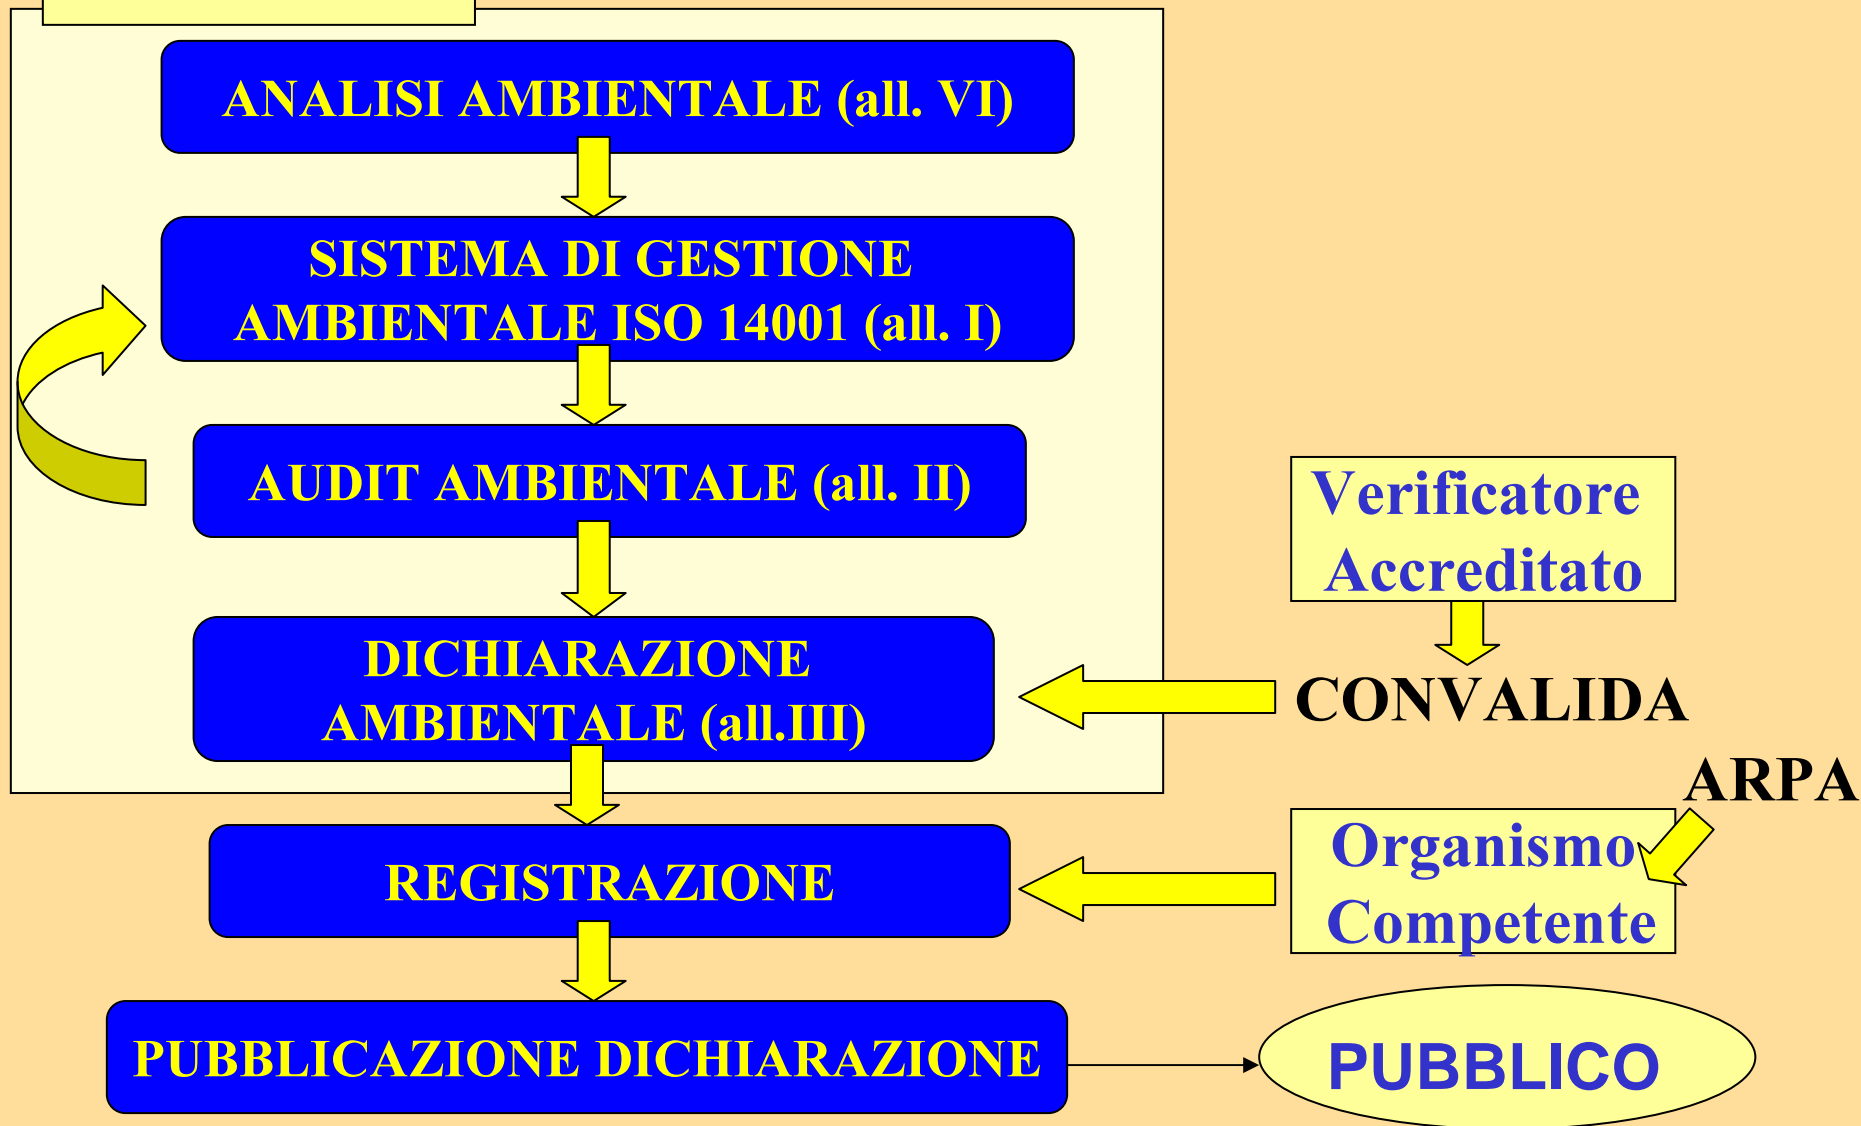 ANALISI AMBIENTALE (all. VI)
SISTEMA DI GESTIONE
AMBIENTALE ISO 14001 (all. I)
AUDIT AMBIENTALE (all. II)
Verificatore
Accreditato
DICHIARAZIONE
AMBIENTALE (all.III)
CONVALIDA
ARPA
REGISTRAZIONE
Organismo
Competente
PUBBLICAZIONE DICHIARAZIONE
PUBBLICO